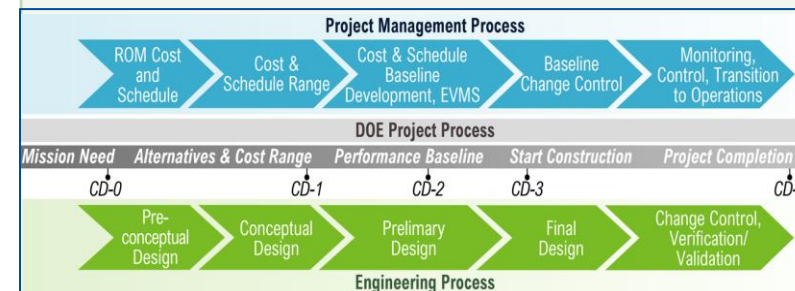 Project Management Process
ROM Cost
and
Schedule
Cost &
Schedule Range
Cost & Schedule
Baseline
Development, EVMS
Baseline
Change Control
Monitoring,
Control, Transition
to Operations
DOE Project Process
Mission Need Alternatives & Cost Range Performance Baseline Start Construction Project Completion
CD-0 CD-1 CD-2 CD-3 CD-
Pre-
conceptual
Design
Conceptual
Design
Prelimary
Design
Final
Design
Change Control,
Verification/
Validation
Engineering Process